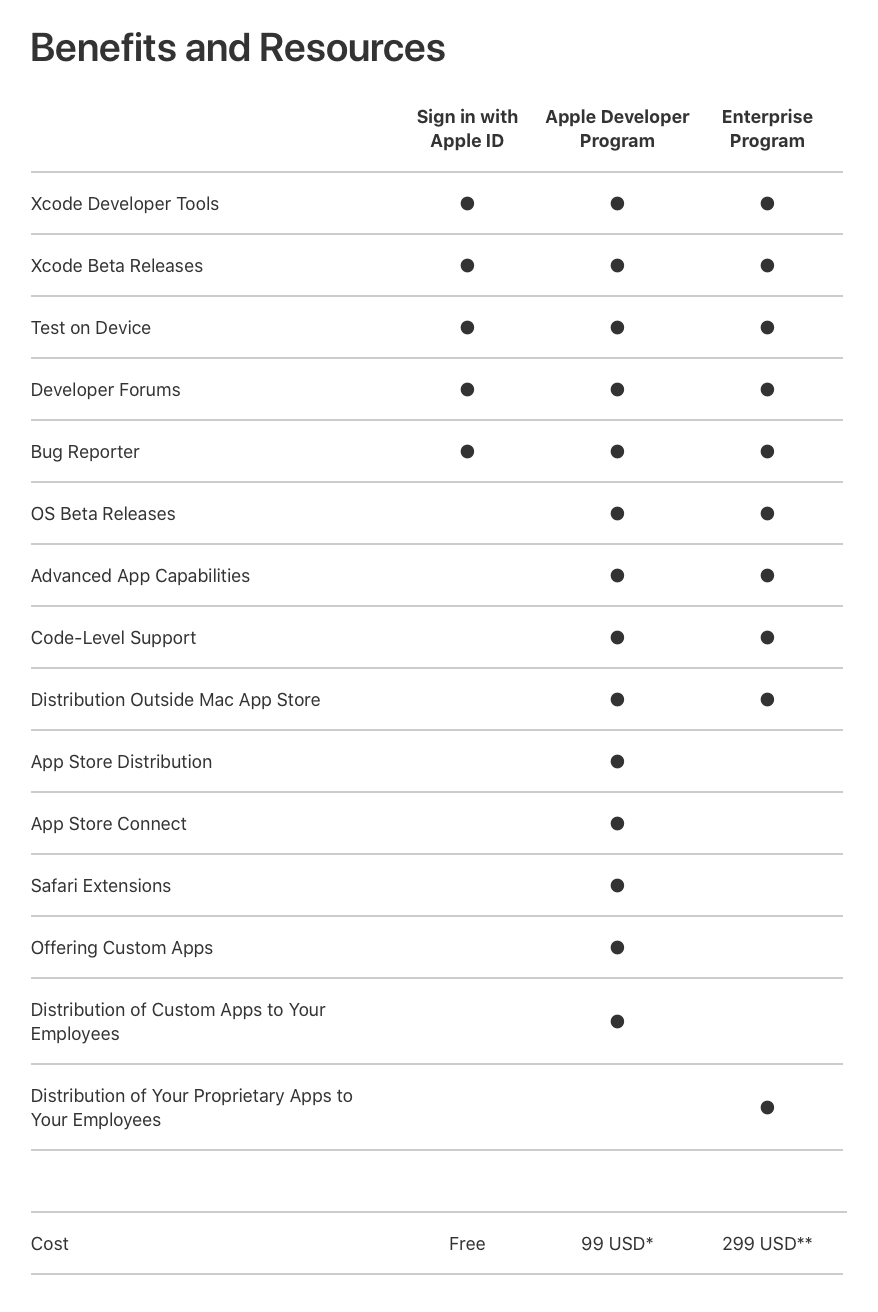 Benefits and Resources
Sign in with Apple Developer Enterprise
Apple ID Program Program
Xcode Developer Tools ● ● ●
Xcode Beta Releases ● ● ●
Test on Device ● ● ●
Developer Forums ● ● ●
Bug Reporter ● ● ●
OS Beta Releases ● ●
Advanced App Capabilities ● ●
Code-Level Support ● ●
Distribution Outside Mac App Store ● ●
App Store Distribution ●
App Store Connect ●
Safari Extensions ●
Offering Custom Apps ●
Distribution of Custom Apps to Your
Employees ●
Distribution of Your Proprietary Apps to
Your Employees ●
Cost Free 99 USD* 299 USD**